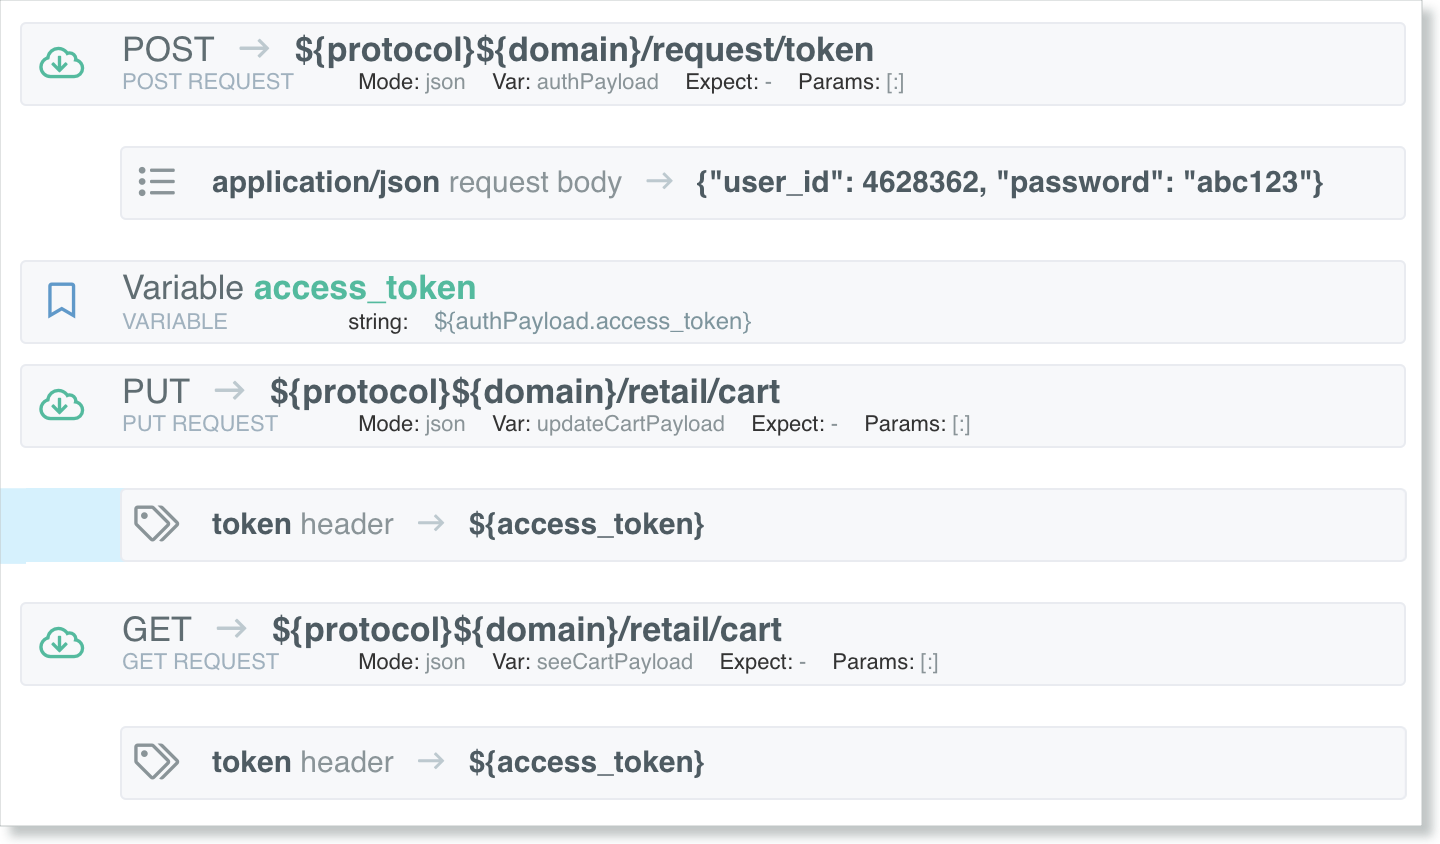 POST → ${protocol}${domain}/request/token
POST REQUEST Mode: json Var: authPayload Expect: - Params: [:]
application/json request body → {"user_id": 4628362, "password": "abc123"}
Variable access_token
VARIABLE string: ${authPayload.access_token}
PUT → ${protocol}${domain}/retail/cart
PUT REQUEST Mode: json Var: updateCartPayload Expect: - Params: [:]
token header → ${access_token}
GET → ${protocol}${domain}/retail/cart
GET REQUEST Mode: json Var: seeCartPayload Expect: - Params: [:]
token header → ${access_token}